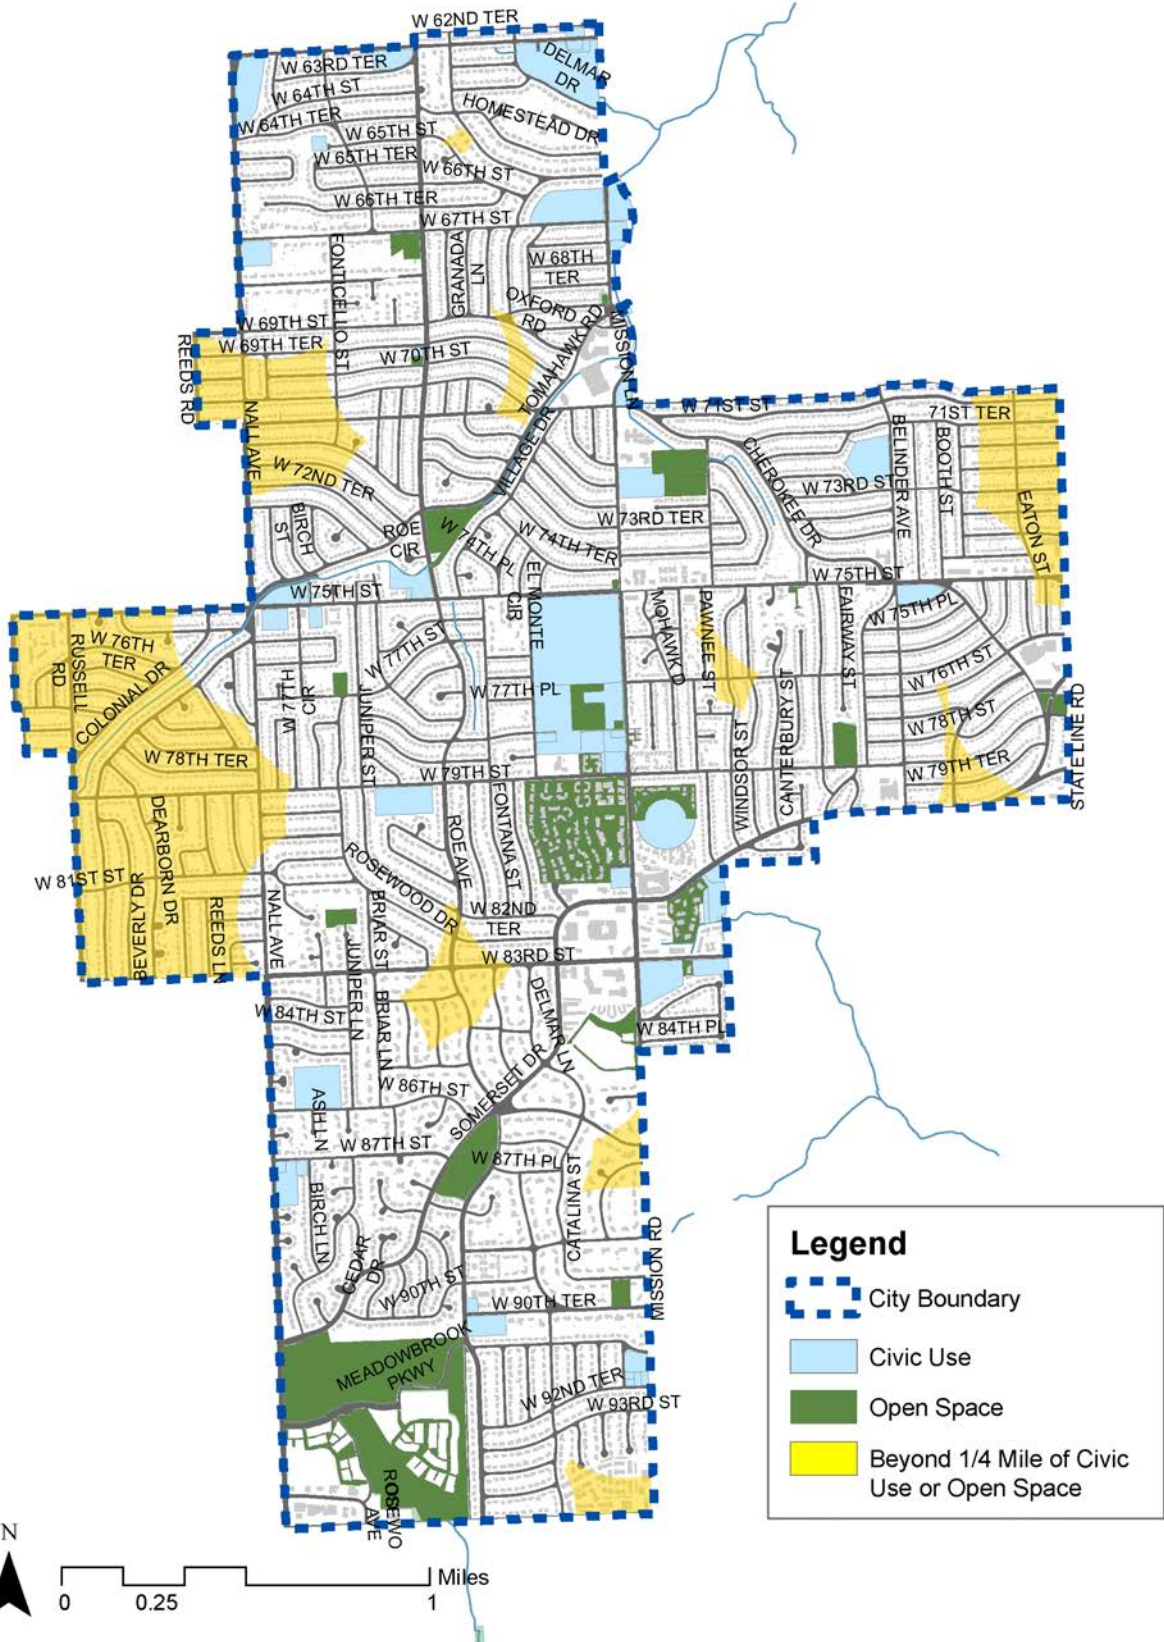 W 62ND TER
DELMAR
DR
W 63RD TER
W 64TH ST
HOMESTEAD DR
W 64TH TER
W 65TH ST
W 65TH TER
W 66TH ST
W 66TH TER
W 67TH ST
FONTICELLO ST
GRANADA
LN
W 68TH
TER
OXFORD
RD
W 69TH ST
W 69TH TER
REEDS RD
W 70TH ST
TOMAHAWK RD
MISSION LN
W 71ST ST
71ST TER
NALL AVE
VILLAGE DR
CHEROKEE DR
BELINDER AVE
BOOTH ST
W 72ND TER
W 73RD ST
EATON ST
BIRCH
ST
ROE
CIR
W 74TH PL
W 74TH TER
W 73RD TER
W 75TH ST
W 75TH ST
EL MONTE
CIR
MOHAWK D
PAWNEE ST
FAIRWAY ST
W 75TH PL
W 76TH
TER
RUSSELL
RD
COLONIAL DR
W 77TH ST
W 77TH
CIR
JUNIPER ST
W 77TH PL
CANTERBURY ST
W 76TH ST
W 78TH ST
STATE LINE RD
W 78TH TER
W 79TH ST
WINDSOR ST
W 79TH TER
DEARBORN DR
ROE AVE
FONTANA ST
W 81ST ST
BEVERLY DR
REEDS LN
NALL AVE
ROSEWOOD DR
BRIAR ST
W 82ND
TER
JUNIPER LN
W 83RD ST
BRIAR LN
DELMAR LN
W 84TH ST
W 84TH PL
ASH LN
W 86TH ST
SOMERSET DR
W 87TH ST
W 87TH PL
CATALINA ST
BIRCH LN
CEDAR
DR
MISSION RD
W 90TH ST
W 90TH TER
MEADOWBROOK
PKWY
W 92ND TER
W 93RD ST
ROSEWO
AVE
Legend
City Boundary
Civic Use
Open Space
Beyond 1/4 Mile of Civic
Use or Open Space
N
Miles
0 0.25 1